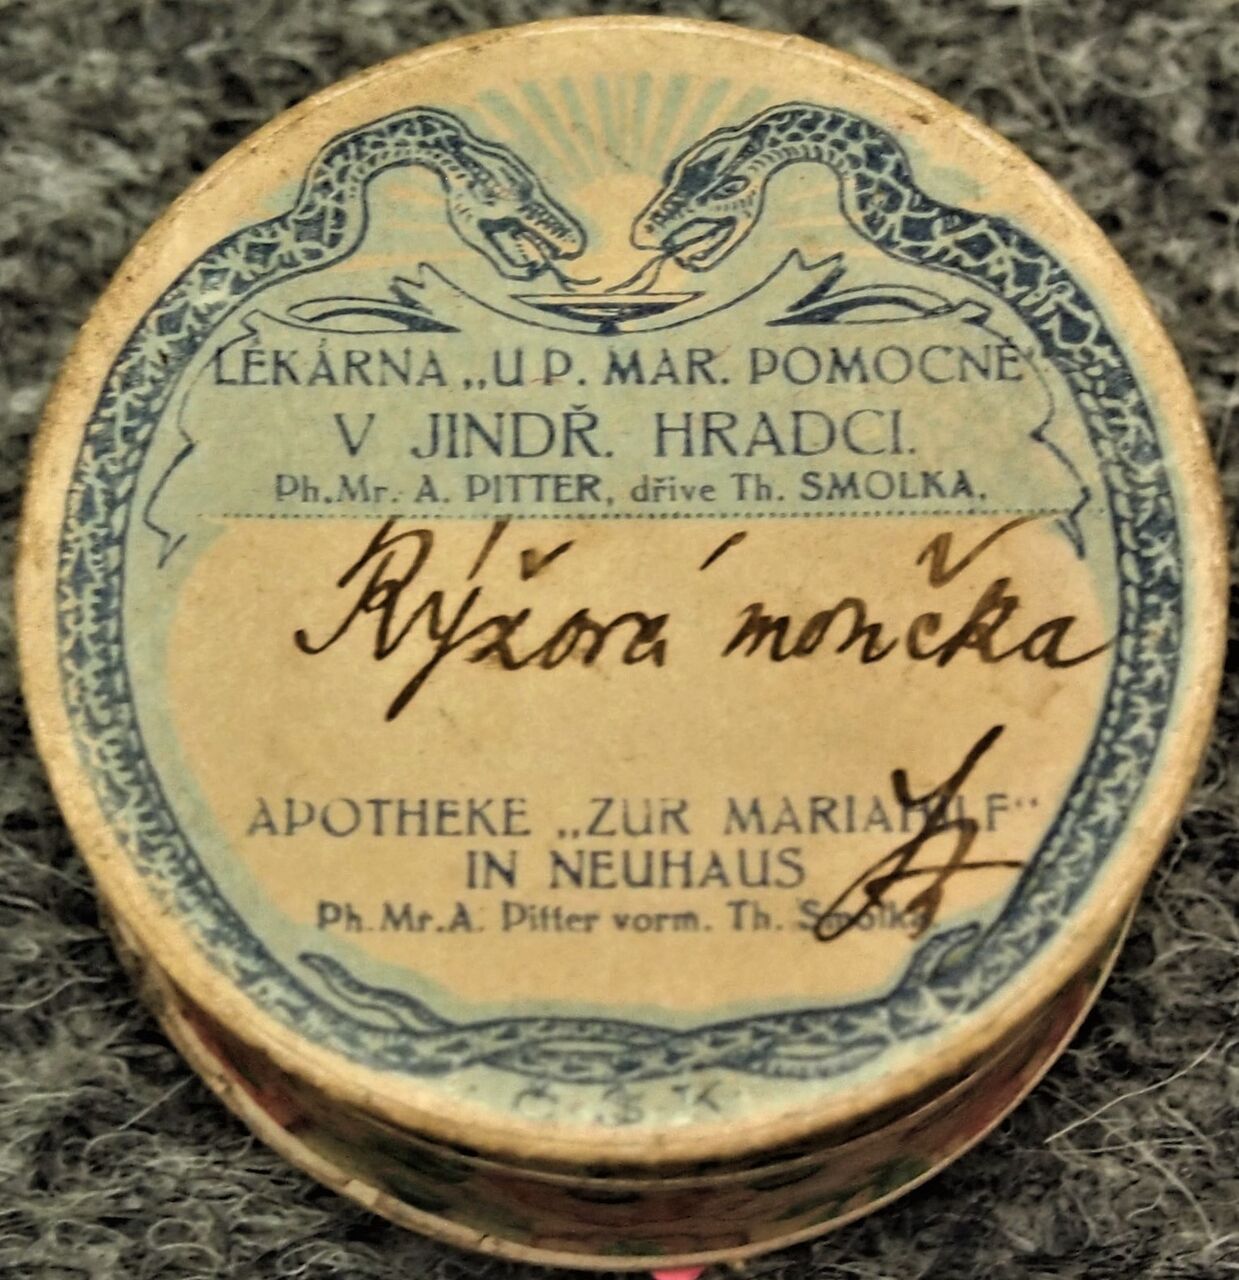 LÉKÁRNA „U P. MAR. POMOCNÉ"
V JINDŘ. HRADCI.
Ph. Mr. A. PITTER, dříve Th. SMOLKA.
Rýžová moučka
APOTHEKE „ZUR MARIAHILF“
IN NEUHAUS
Ph. Mr. A. Pitter vorm. Th. Smolka